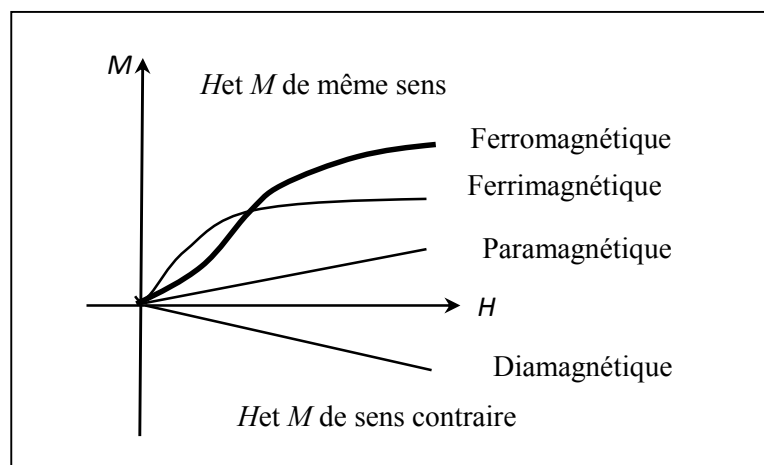 M
Het M de même sens
Ferromagnétique
Ferrimagnétique
Paramagnétique
H
Diamagnétique
Het M de sens contraire